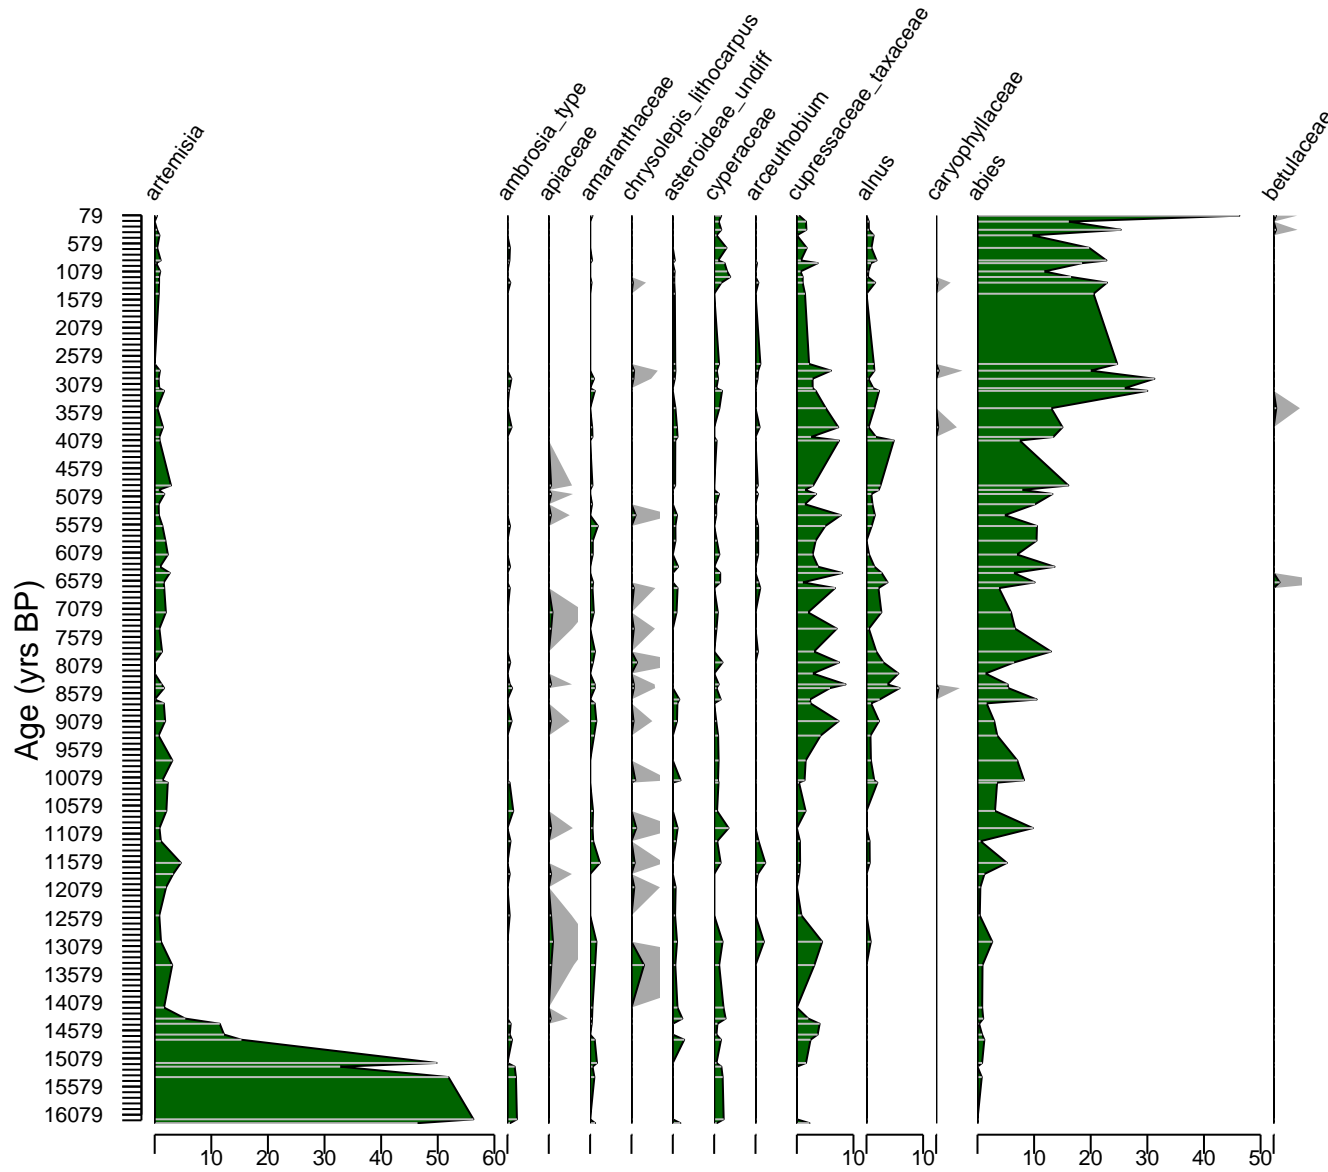 artemisia
ambrosia_type
apiaceae
amaranthaceae
chrysolepis_lithocarpus
asteroideae_undiff
cyperaceae
arceuthobium
cupressaceae_taxaceae
alnus
caryophyllaceae
abies
betulaceae
Age (yrs BP)
79
579
1079
1579
2079
2579
3079
3579
4079
4579
5079
5579
6079
6579
7079
7579
8079
8579
9079
9579
10079
10579
11079
11579
12079
12579
13079
13579
14079
14579
15079
15579
16079
10 20 30 40 50 60 10 10 10 20 30 40 50